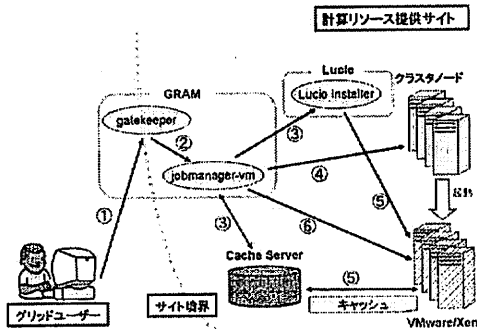 計算リソース提供サイト
Lucie
Lucie Installer
クラスタノード
GRAM
gatekeeper
②
③
jobmanager-vm
④
起動
①
③
⑤
⑥
Cache Server
⑤
キャッシュ
グリッドユーザー
サイト境界
VMware/Xen